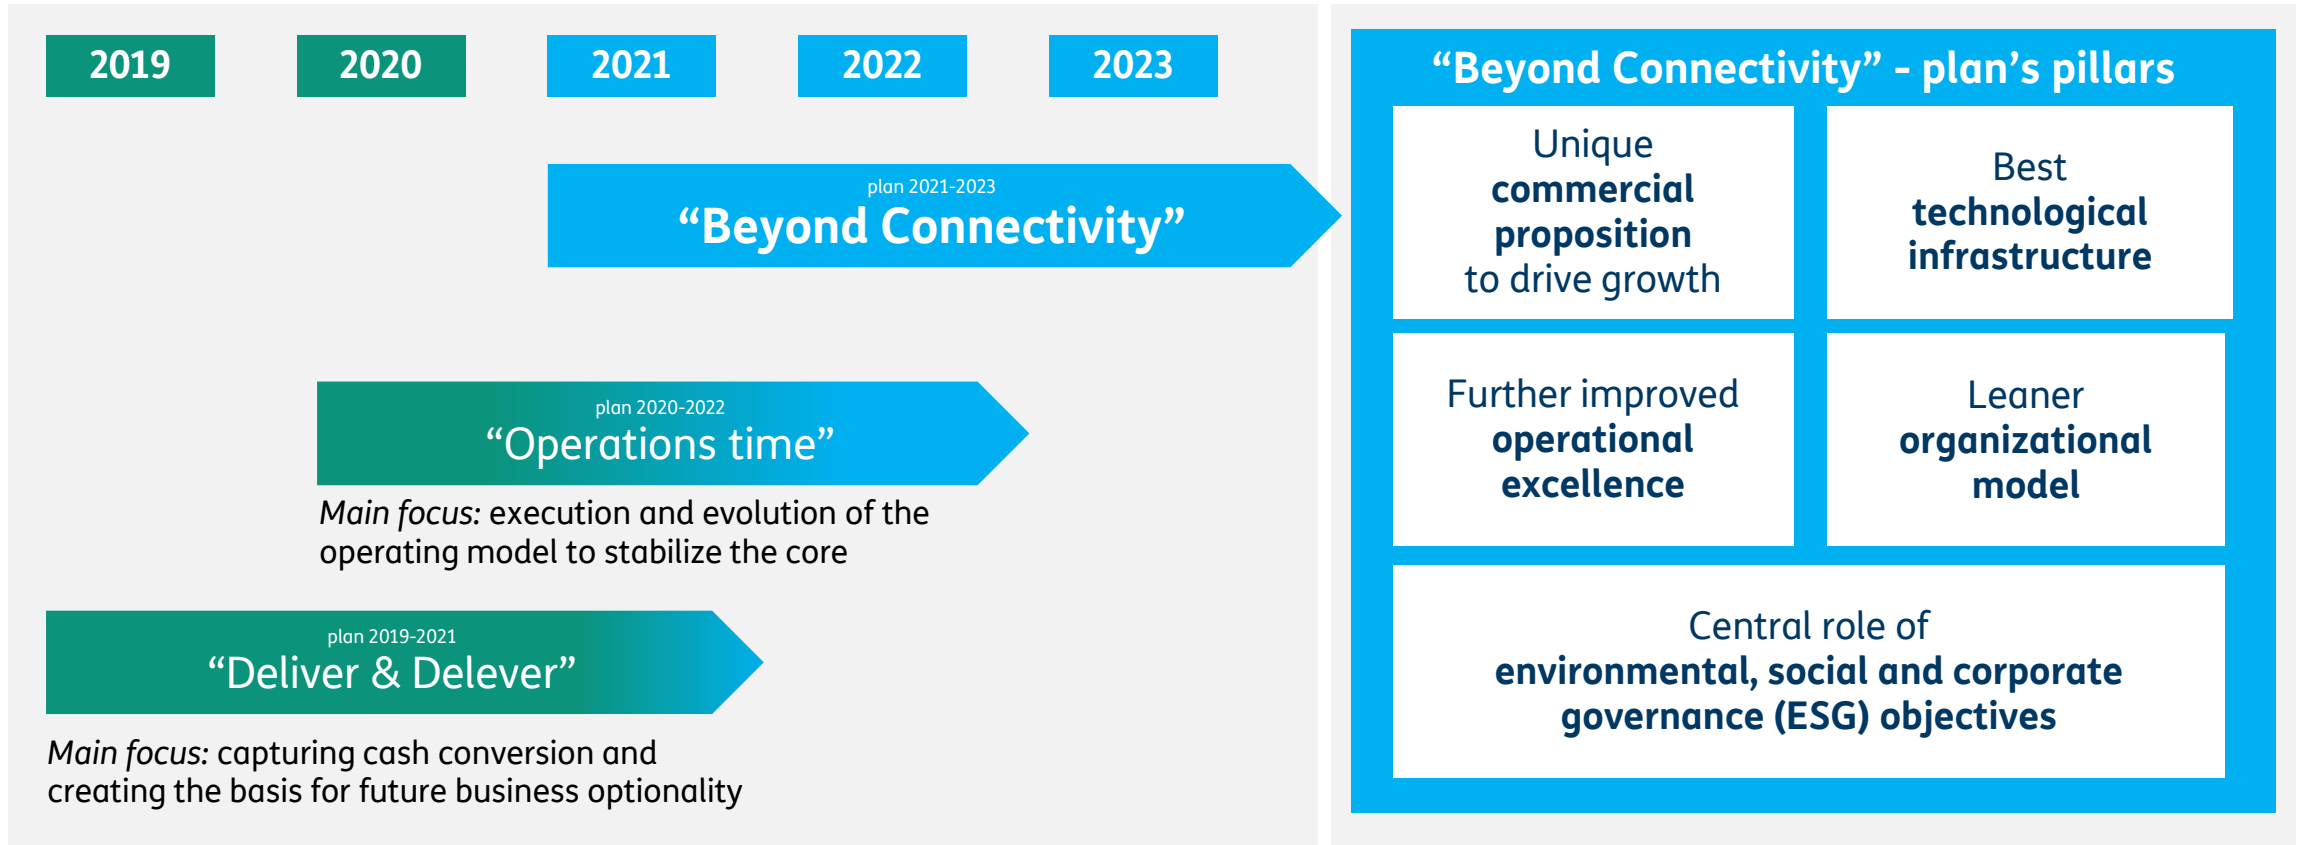 2019
2020
2021
2022
2023
plan 2021-2023
“Beyond Connectivity”
plan 2020-2022
“Operations time”
Main focus: execution and evolution of the
operating model to stabilize the core
plan 2019-2021
“Deliver & Delever”
Main focus: capturing cash conversion and
creating the basis for future business optionality
“Beyond Connectivity” - plan’s pillars
Unique
commercial
proposition
to drive growth
Best
technological
infrastructure
Further improved
operational
excellence
Leaner
organizational
model
Central role of
environmental, social and corporate
governance (ESG) objectives